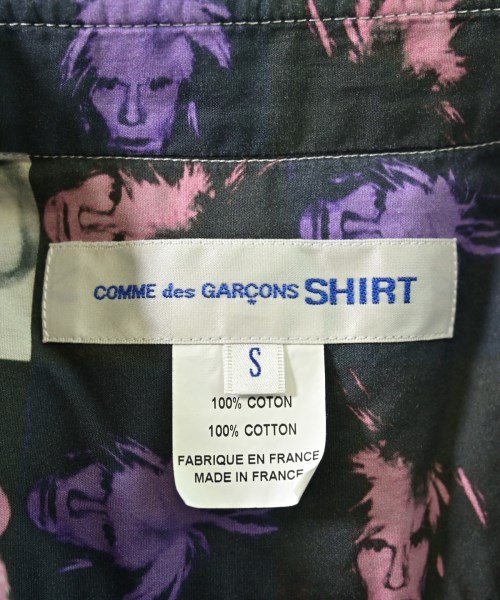 COMME des GARÇONS SHIRT
S
100% COTON
100% COTTON
FABRIQUE EN FRANCE
MADE IN FRANCE